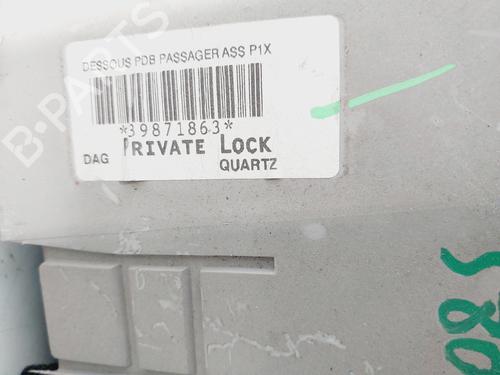 DESSOUS PDB PASSAGER ASS P1X
*39871863*
DAG PRIVATE LOCK
QUARTZ
B-PARTS